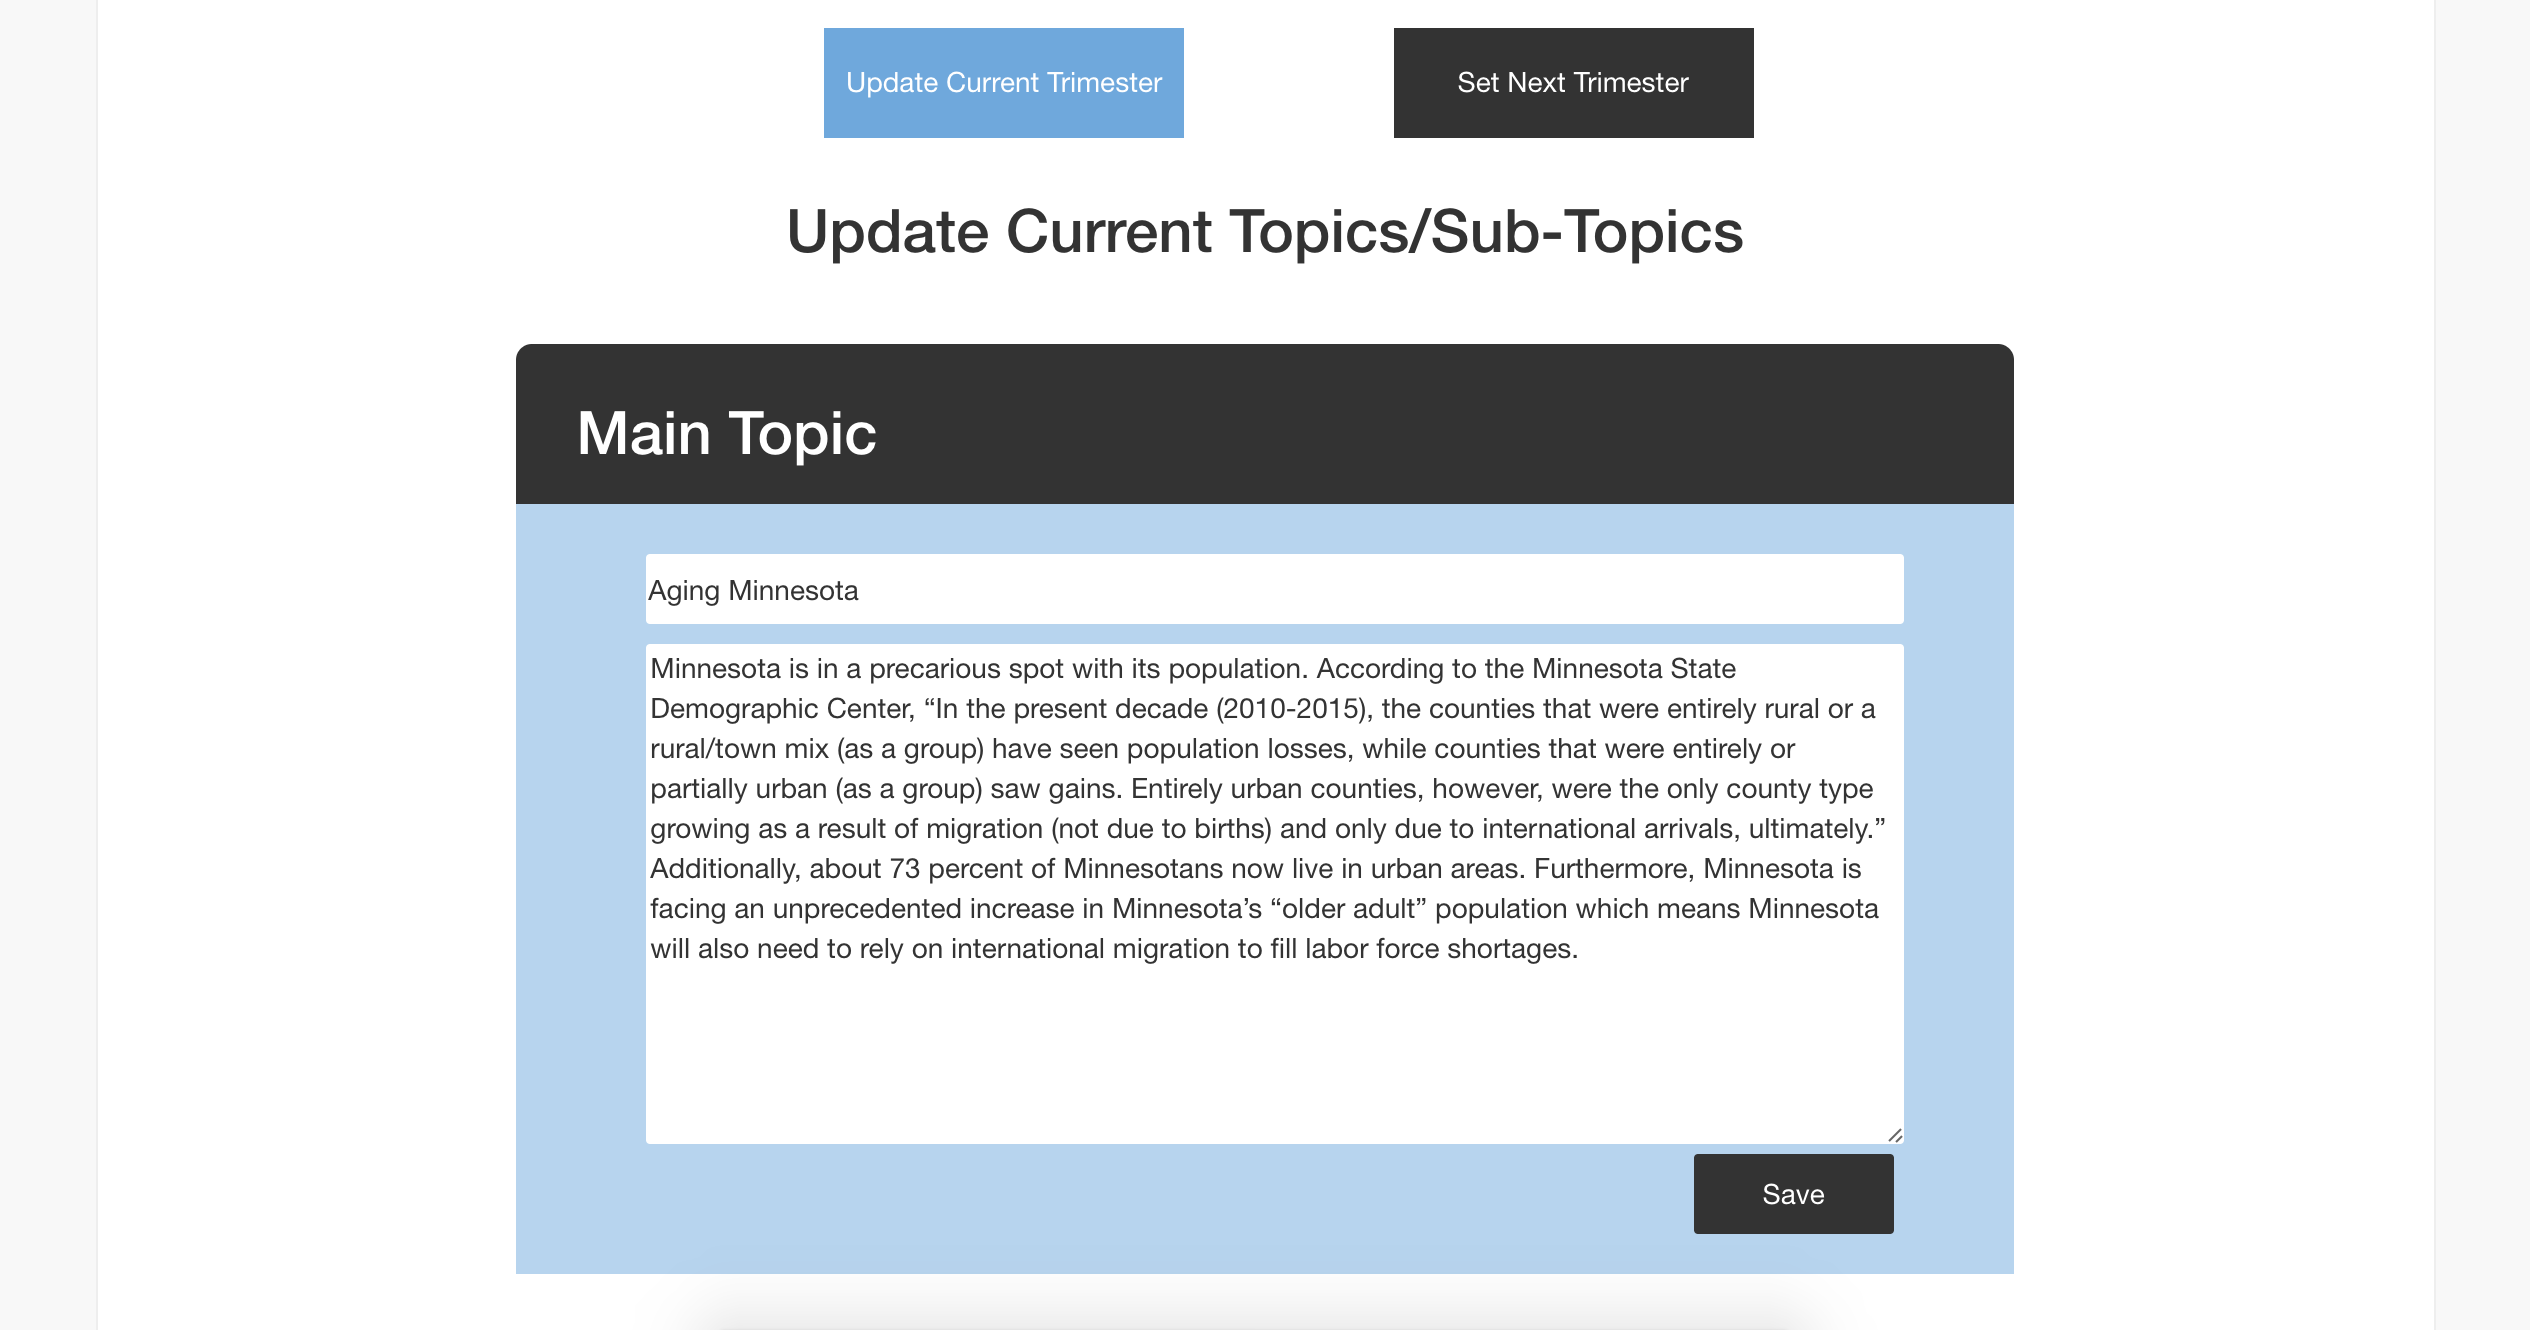 Update Current Trimester
Set Next Trimester
Update Current Topics/Sub-Topics
Main Topic
Aging Minnesota
Minnesota is in a precarious spot with its population. According to the Minnesota State
Demographic Center, “In the present decade (2010-2015), the counties that were entirely rural or a
rural/town mix (as a group) have seen population losses, while counties that were entirely or
partially urban (as a group) saw gains. Entirely urban counties, however, were the only county type
growing as a result of migration (not due to births) and only due to international arrivals, ultimately.”
Additionally, about 73 percent of Minnesotans now live in urban areas. Furthermore, Minnesota is
facing an unprecedented increase in Minnesota’s “older adult” population which means Minnesota
will also need to rely on international migration to fill labor force shortages.
Save